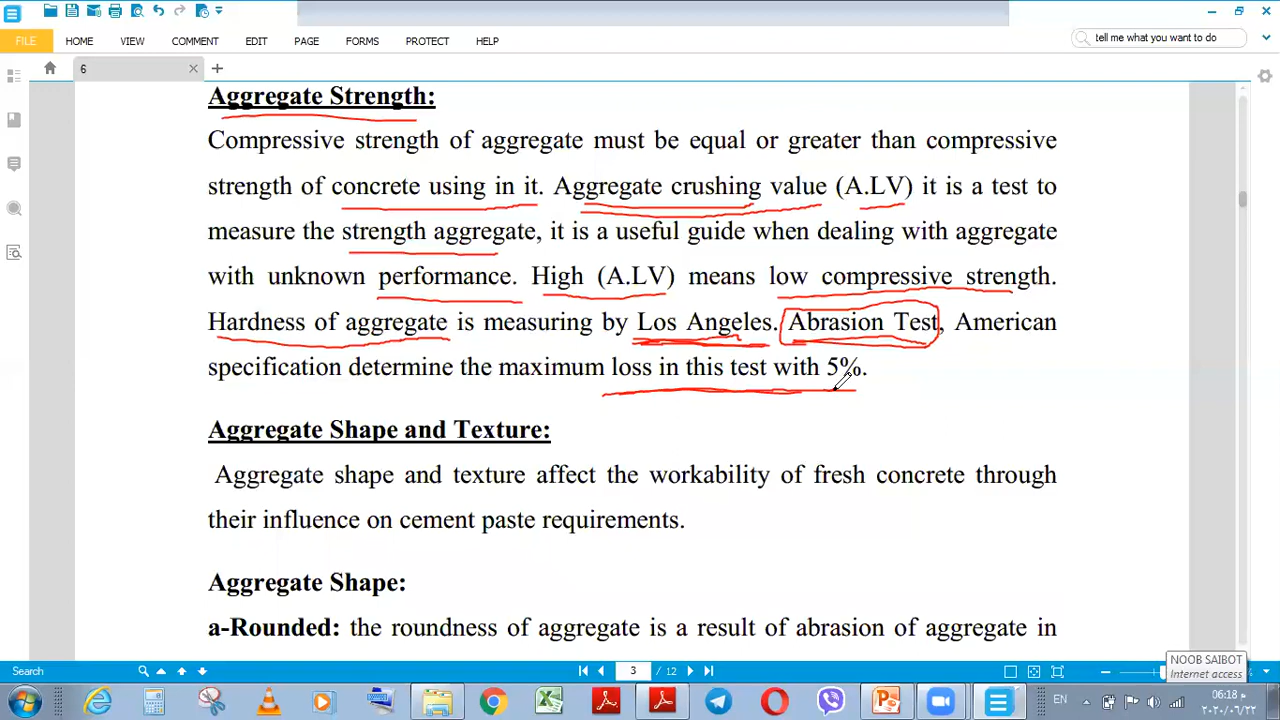 FILE HOME VIEW COMMENT EDIT PAGE FORMS PROTECT HELP
tell me what you want to do
6
Aggregate Strength:
Compressive strength of aggregate must be equal or greater than compressive
strength of concrete using in it. Aggregate crushing value (A.LV) it is a test to
measure the strength aggregate, it is a useful guide when dealing with aggregate
with unknown performance. High (A.LV) means low compressive strength.
Hardness of aggregate is measuring by Los Angeles. Abrasion Test, American
specification determine the maximum loss in this test with 5%.
Aggregate Shape and Texture:
Aggregate shape and texture affect the workability of fresh concrete through
their influence on cement paste requirements.
Aggregate Shape:
a-Rounded: the roundness of aggregate is a result of abrasion of aggregate in
Search
3 / 12
NOOB SAIBOT
Internet access
EN
06:18 م
٢٠٢٠/٠٦/٢٢